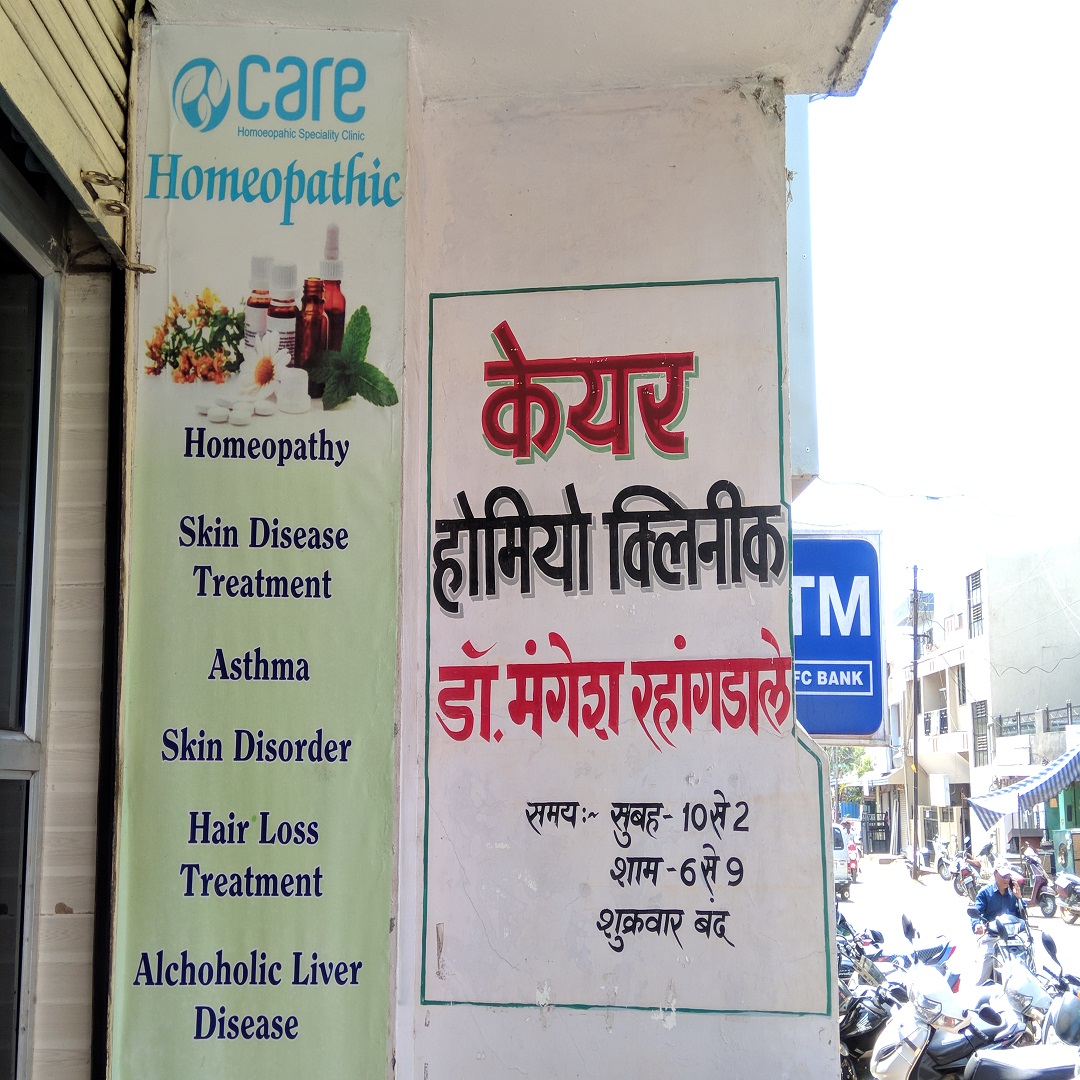 care
Homoeopahic Speciality Clinic
Homeopathic
Homeopathy
Skin Disease
Treatment
Asthma
Skin Disorder
Hair Loss
Treatment
Alchoholic Liver
Disease
केयर
होमियो क्लिनीक
डॉ. मंगेश रहांगडाले
समय:~ सुबह - 10 से 2
शाम - 6 से 9
शुक्रवार बंद
TM
FC BANK